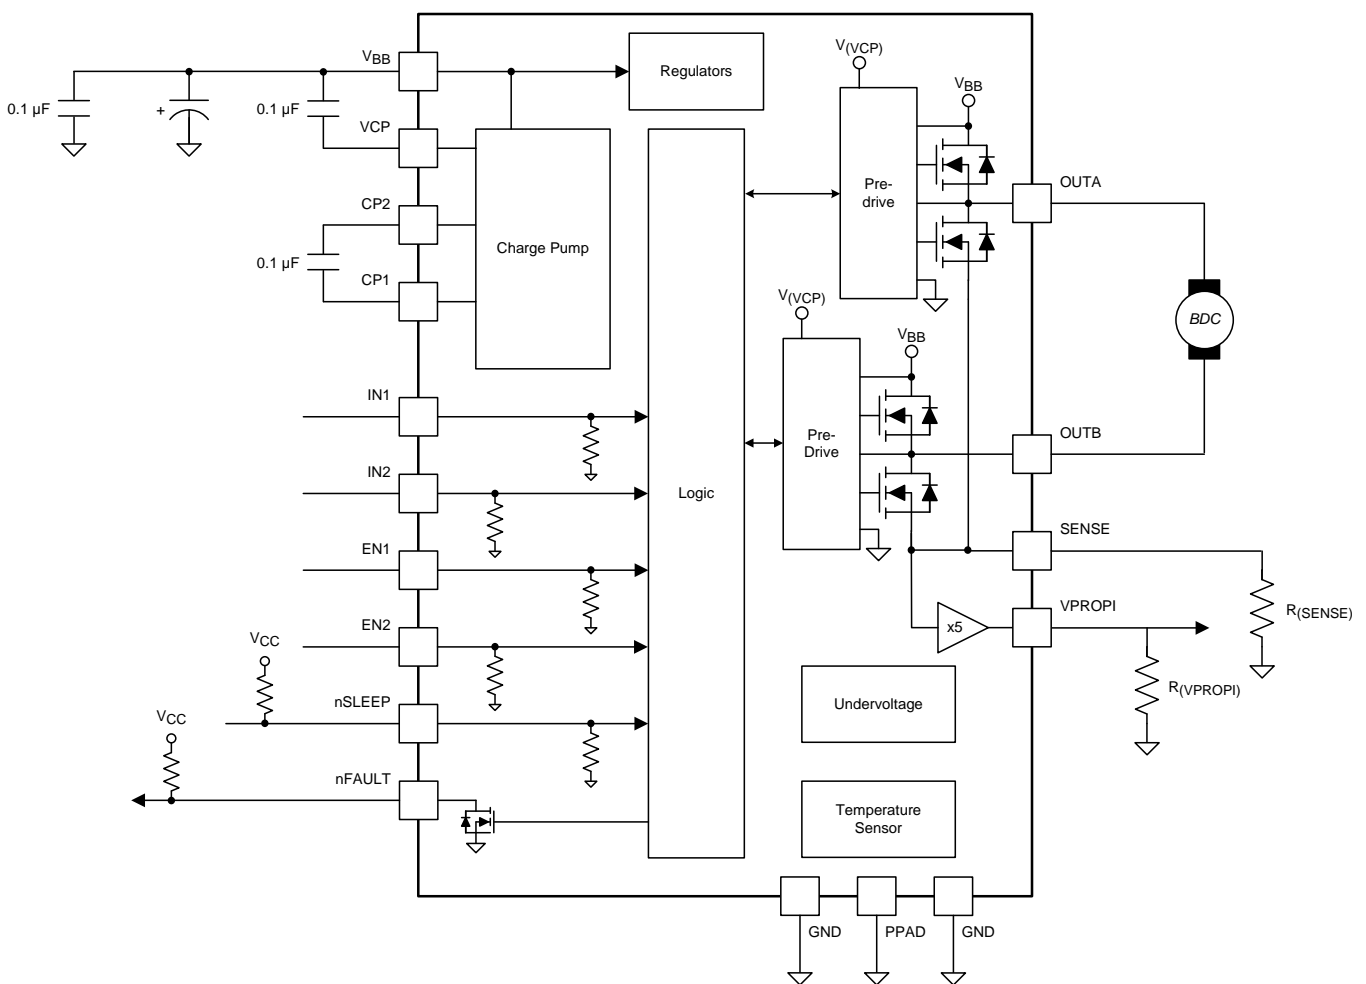 VBB
0.1 µF
+
0.1 µF
VCP
CP2
0.1 µF
CP1
IN1
IN2
EN1
EN2
VCC
nSLEEP
VCC
nFAULT
Regulators
Charge Pump
Logic
V(VCP)
VBB
Pre-
drive
V(VCP)
VBB
Pre-
Drive
OUTA
BDC
OUTB
SENSE
R(SENSE)
x5
VPROPI
R(VPROPI)
Undervoltage
Temperature
Sensor
GND
PPAD
GND